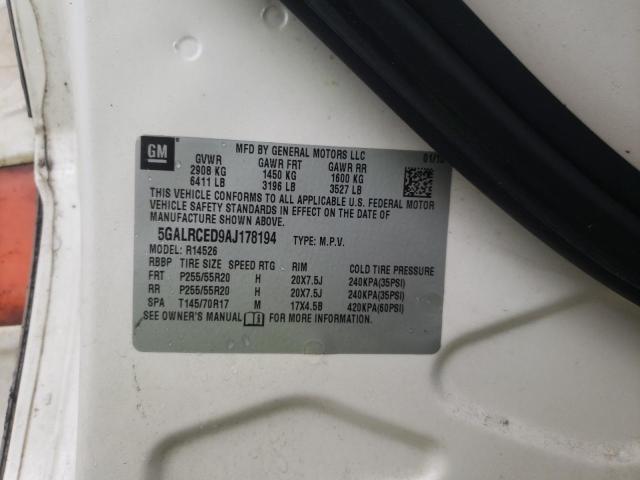 GM
MFD BY GENERAL MOTORS LLC
GVWR GAWR FRT GAWR RR
2908 KG 1450 KG 1600 KG
6411 LB 3196 LB 3527 LB
THIS VEHICLE CONFORMS TO ALL APPLICABLE U.S. FEDERAL MOTOR
VEHICLE SAFETY STANDARDS IN EFFECT ON THE DATE OF
MANUFACTURE SHOWN ABOVE.
5GALRCED9AJ178194 TYPE: M.P.V.
MODEL: R14526
RBBP TIRE SIZE SPEED RTG RIM COLD TIRE PRESSURE
FRT P255/55R20 H 20X7.5J 240KPA(35PSI)
RR P255/55R20 H 20X7.5J 240KPA(35PSI)
SPA T145/70R17 M 17X4.5B 420KPA(60PSI)
SEE OWNER'S MANUAL FOR MORE INFORMATION.